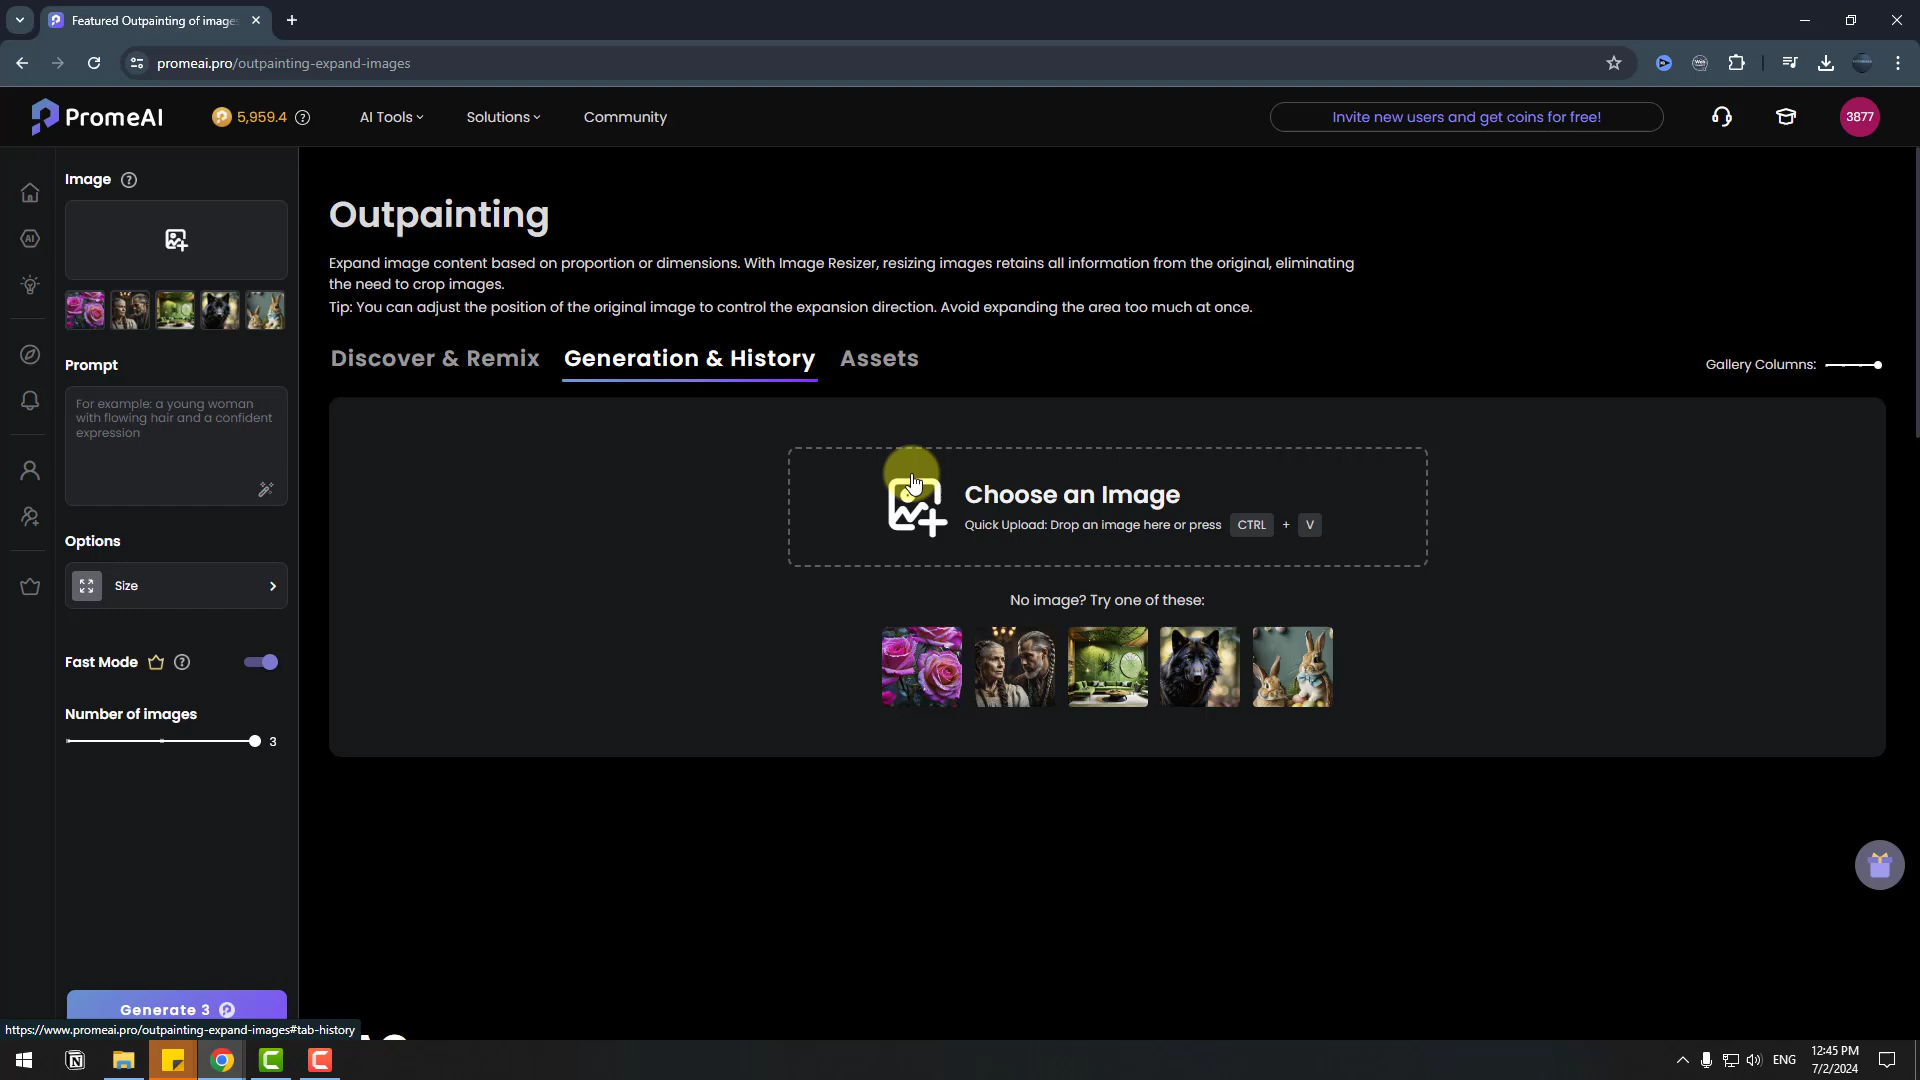 Featured Outpainting of image
promeai.pro/outpainting-expand-images
PromeAI
5,959.4
AI Tools
Solutions
Community
Invite new users and get coins for free!
3877
Image
Prompt
For example: a young woman
with flowing hair and a confident
expression
Options
Size
Fast Mode
Number of images
3
Generate 3
Outpainting
Expand image content based on proportion or dimensions. With Image Resizer, resizing images retains all information from the original, eliminating
the need to crop images.
Tip: You can adjust the position of the original image to control the expansion direction. Avoid expanding the area too much at once.
Discover & Remix
Generation & History
Assets
Gallery Columns:
Choose an Image
Quick Upload: Drop an image here or press CTRL + V
No image? Try one of these:
https://www.promeai.pro/outpainting-expand-images#tab-history
ENG
12:45 PM
7/2/2024